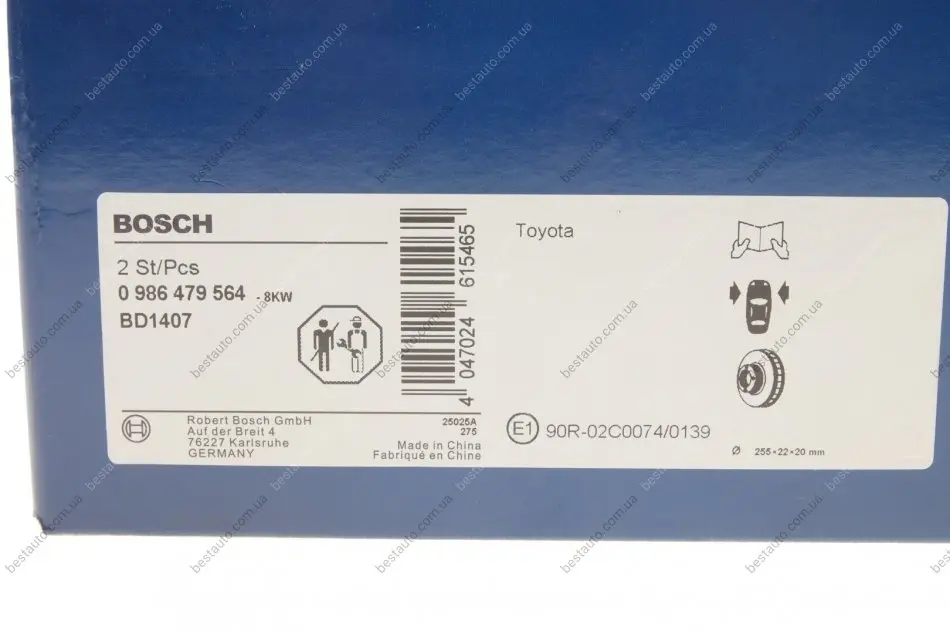 BOSCH
2 St/Pcs
0 986 479 564 - 8KW
BD1407
4 047024 615465
Robert Bosch GmbH
Auf der Breit 4
76227 Karlsruhe
GERMANY
25025A
275
Made in China
Fabriqué en Chine
Toyota
E1 90R-02C0074/0139
Ø 255×22×20 mm
bestauto.com.ua